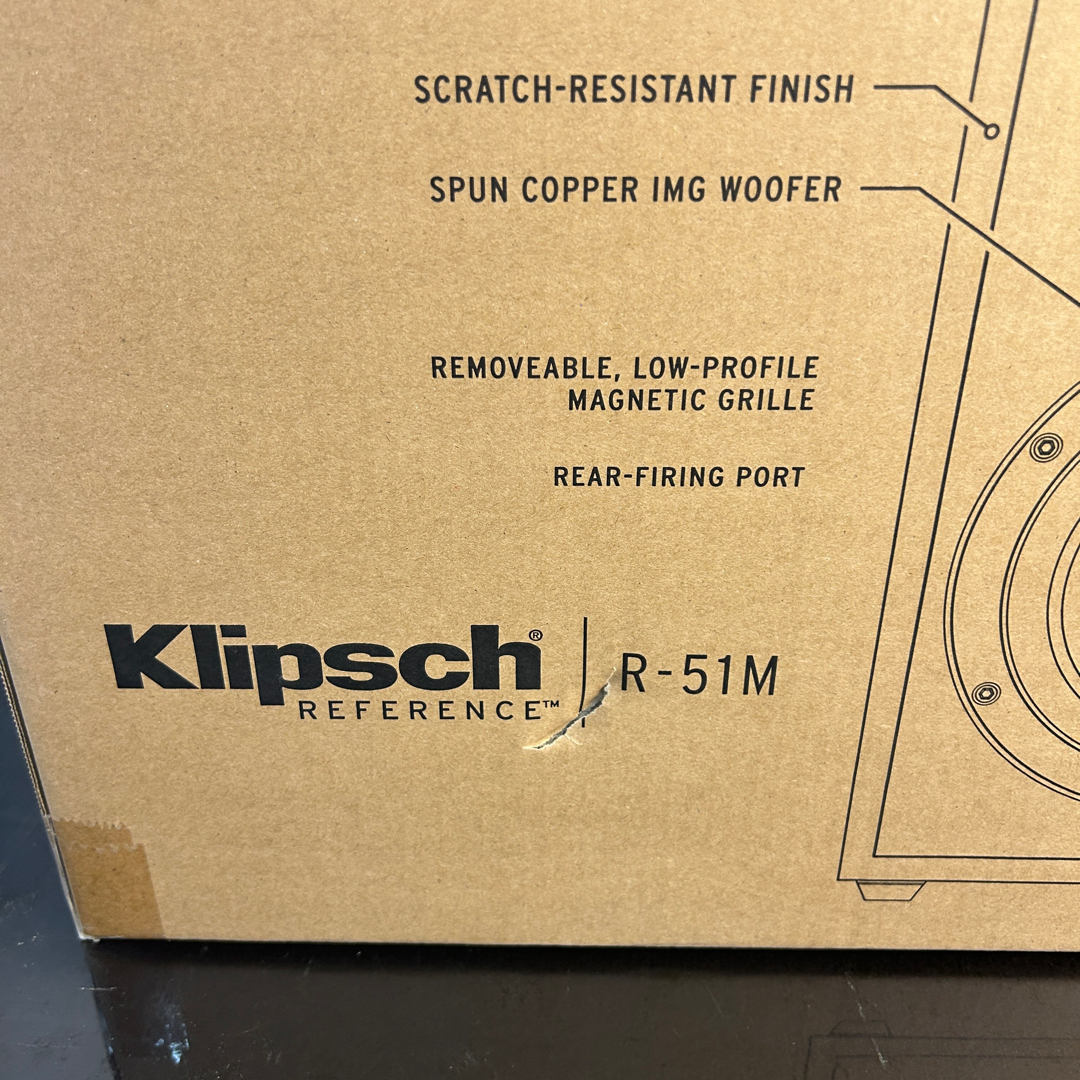 SCRATCH-RESISTANT FINISH
SPUN COPPER IMG WOOFER
REMOVEABLE, LOW-PROFILE
MAGNETIC GRILLE
REAR-FIRING PORT
Klipsch® | R-51M
REFERENCE™